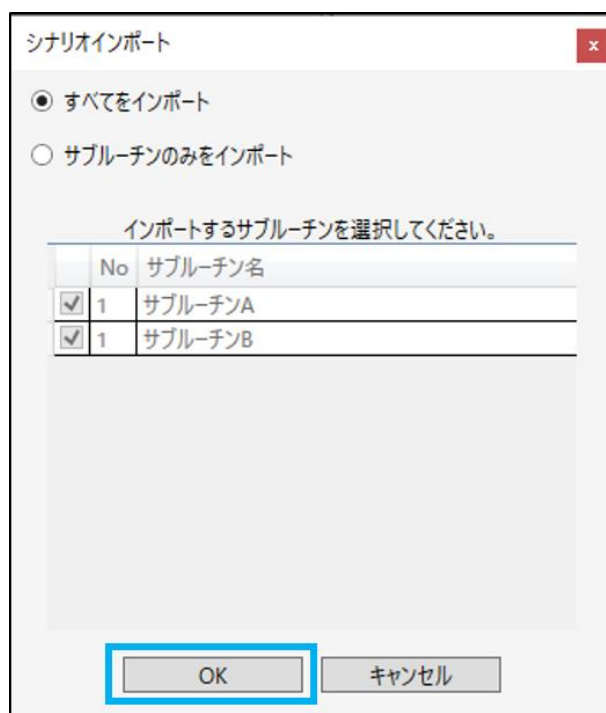 シナリオインポート
x
すべてをインポート
サブルーチンのみをインポート
インポートするサブルーチンを選択してください。
No サブルーチン名
1 サブルーチンA
1 サブルーチンB
OK キャンセル